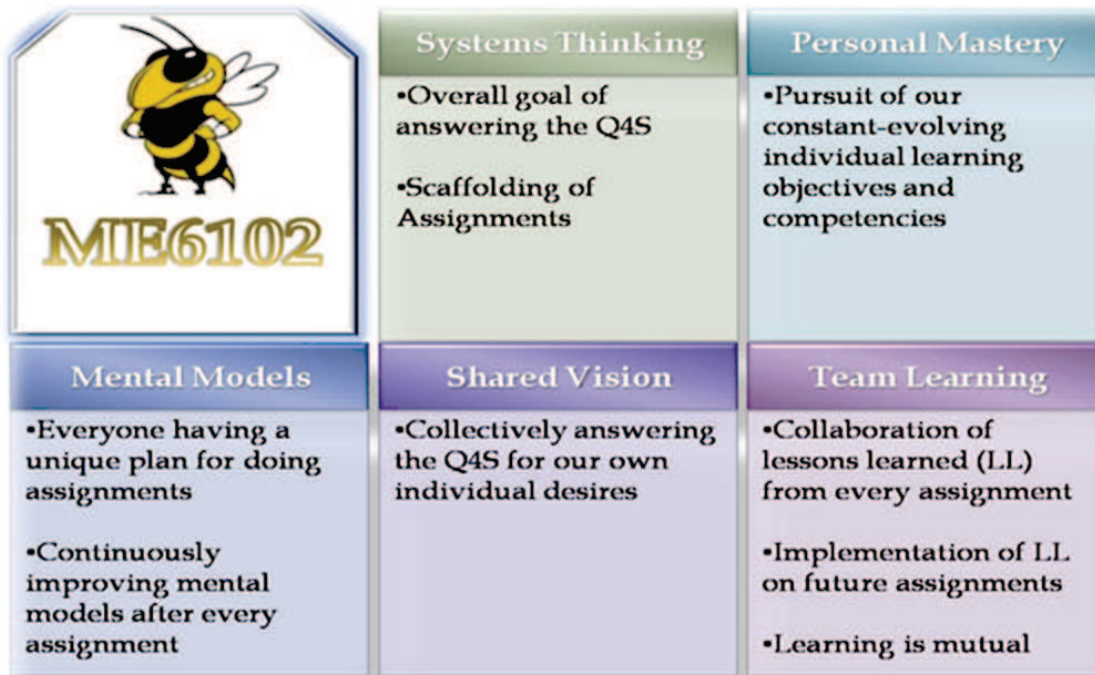 ME6102
Systems Thinking
•Overall goal of
answering the Q4S
•Scaffolding of
Assignments
Personal Mastery
•Pursuit of our
constant-evolving
individual learning
objectives and
competencies
Mental Models
•Everyone having a
unique plan for doing
assignments
•Continuously
improving mental
models after every
assignment
Shared Vision
•Collectively answering
the Q4S for our own
individual desires
Team Learning
•Collaboration of
lessons learned (LL)
from every assignment
•Implementation of LL
on future assignments
•Learning is mutual